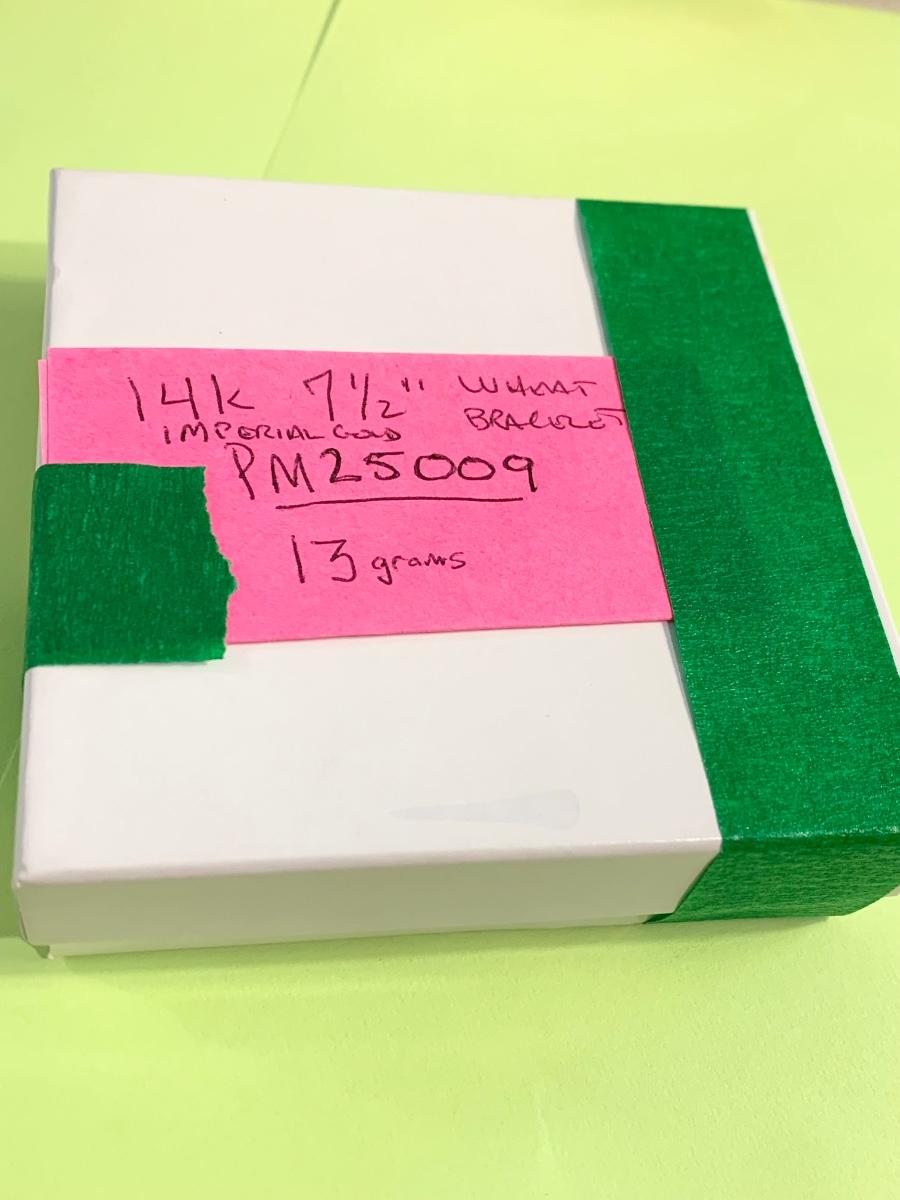 14k 7½" WHEAT
BRACELET
IMPERIAL GOLD
PM25009
13 grams